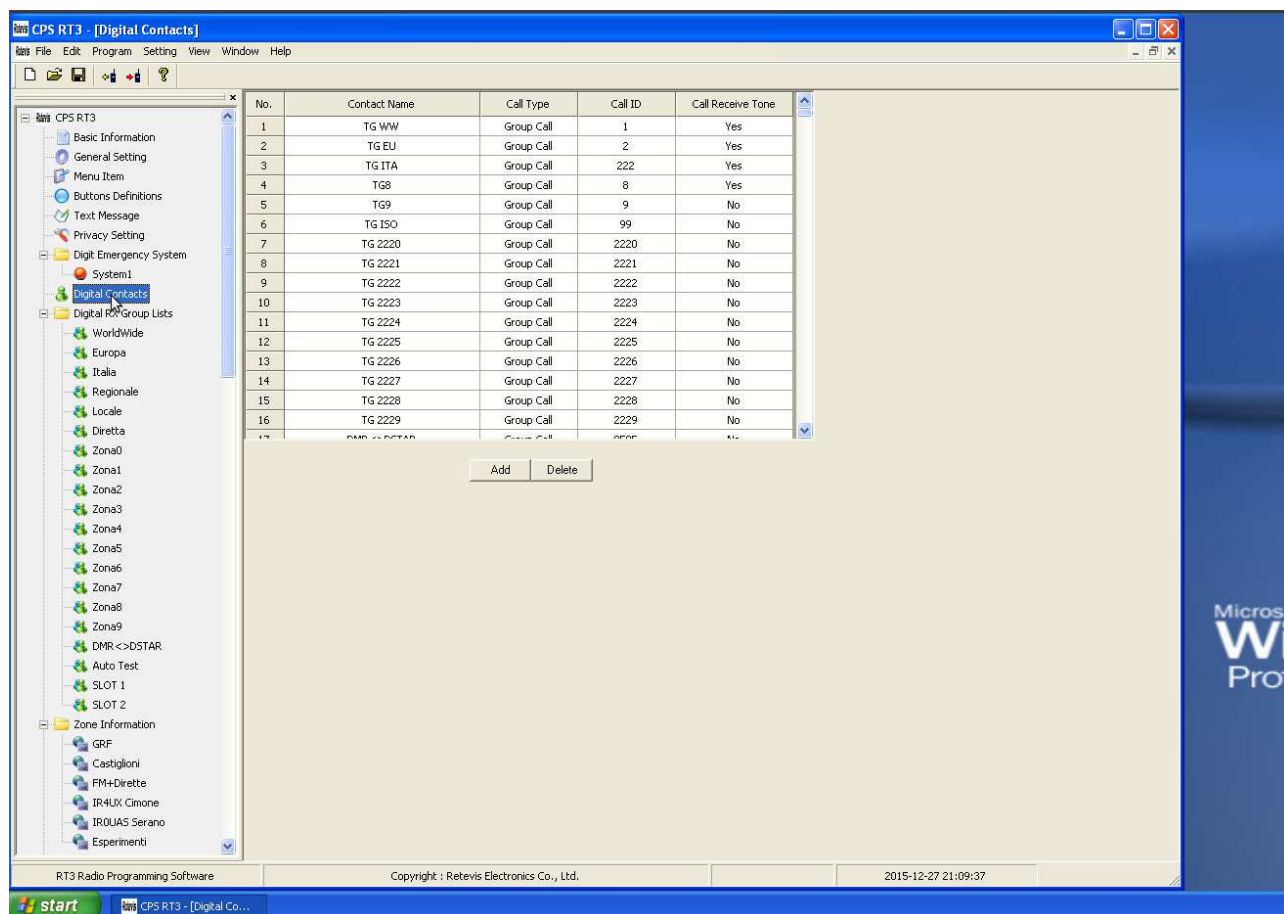 CPS RT3 - [Digital Contacts]
File Edit Program Setting View Window Help
CPS RT3
Basic Information
General Setting
Menu Item
Buttons Definitions
Text Message
Privacy Setting
Digit Emergency System
System1
Digital Contacts
Digital RX Group Lists
WorldWide
Europa
Italia
Regionale
Locale
Diretta
Zona0
Zona1
Zona2
Zona3
Zona4
Zona5
Zona6
Zona7
Zona8
Zona9
DMR<>DSTAR
Auto Test
SLOT 1
SLOT 2
Zone Information
GRF
Castiglioni
FM+Dirette
IR4UX Cimone
IR0UAS Serano
Esperimenti
No. Contact Name Call Type Call ID Call Receive Tone
1 TG WW Group Call 1 Yes
2 TG EU Group Call 2 Yes
3 TG ITA Group Call 222 Yes
4 TG8 Group Call 8 Yes
5 TG9 Group Call 9 No
6 TG ISO Group Call 99 No
7 TG 2220 Group Call 2220 No
8 TG 2221 Group Call 2221 No
9 TG 2222 Group Call 2222 No
10 TG 2223 Group Call 2223 No
11 TG 2224 Group Call 2224 No
12 TG 2225 Group Call 2225 No
13 TG 2226 Group Call 2226 No
14 TG 2227 Group Call 2227 No
15 TG 2228 Group Call 2228 No
16 TG 2229 Group Call 2229 No
17 DMR <> DSTAR Group Call No
Add Delete
Micros
Wi
Pro
RT3 Radio Programming Software Copyright : Retevis Electronics Co., Ltd. 2015-12-27 21:09:37
start CPS RT3 - [Digital Co...